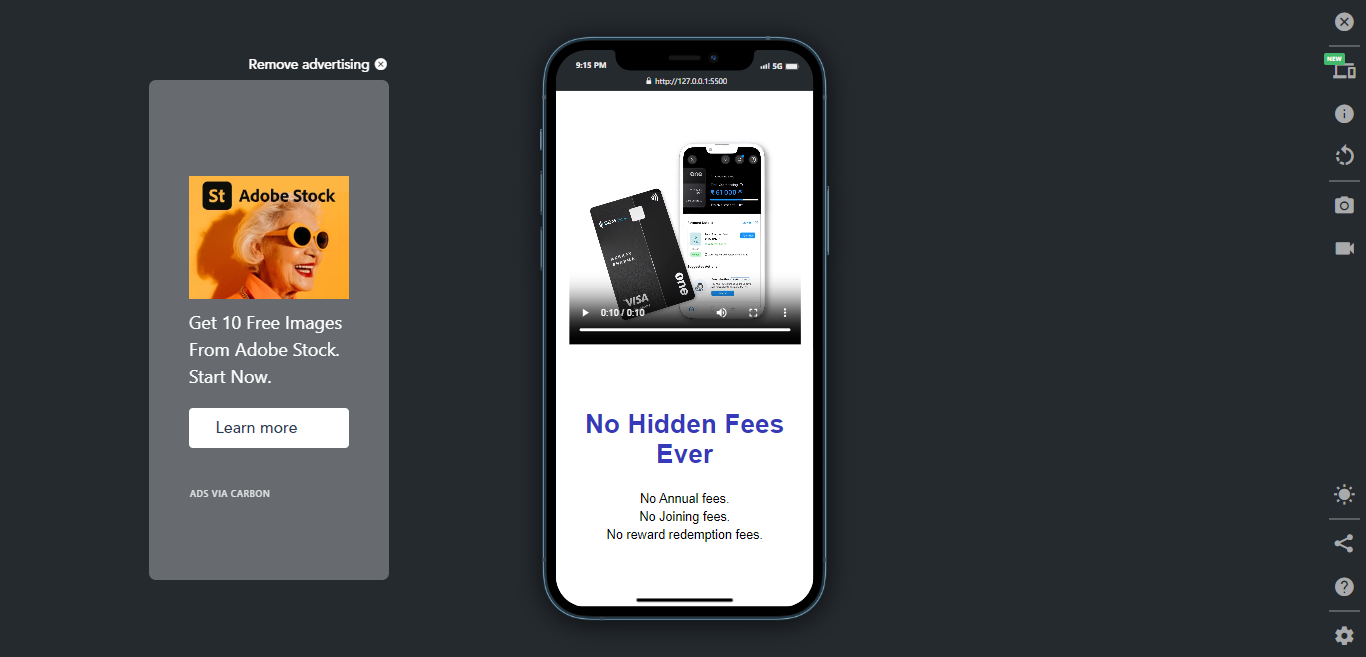 Remove advertising
St Adobe Stock
Get 10 Free Images
From Adobe Stock.
Start Now.
Learn more
ADS VIA CARBON
9:15 PM
5G
http://127.0.0.1:5500
one
61000
VISA
one
0:10 / 0:10
No Hidden Fees
Ever
No Annual fees.
No Joining fees.
No reward redemption fees.
NEW